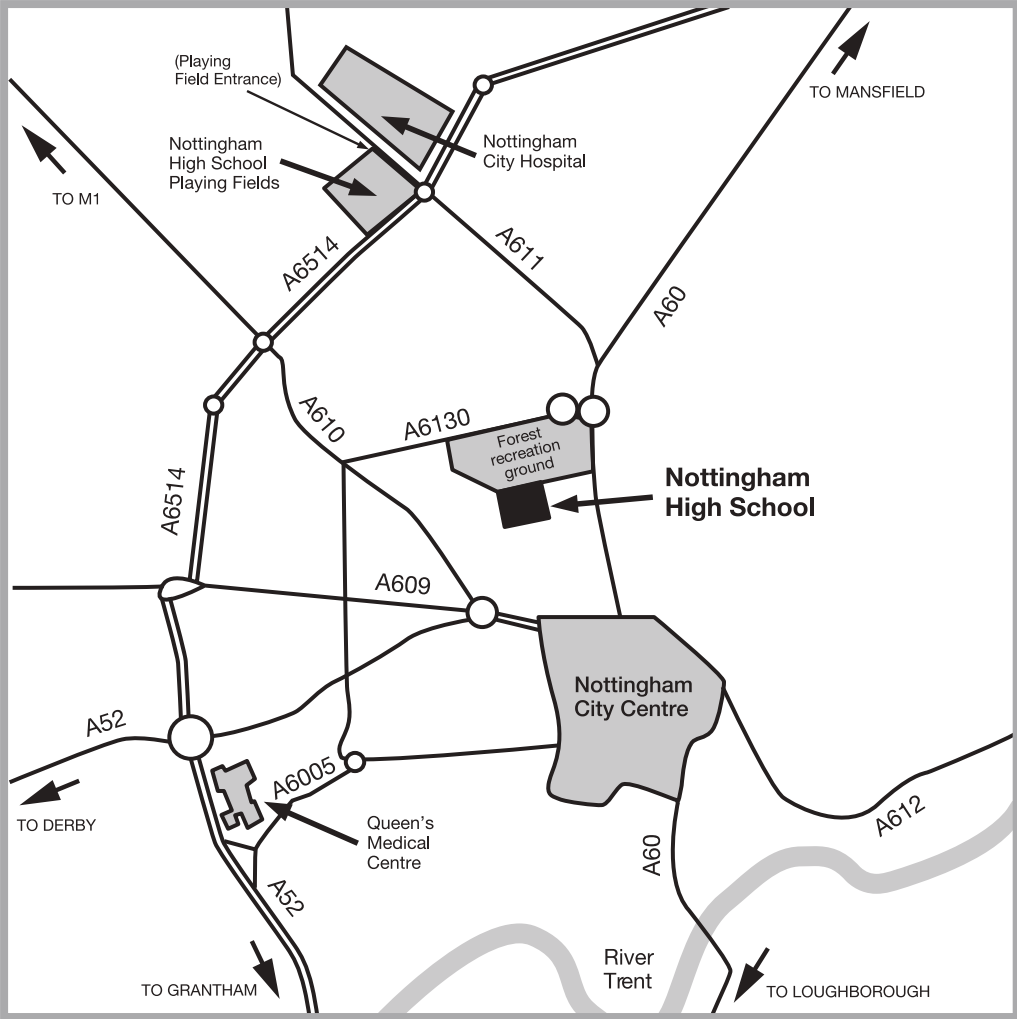 (Playing
Field Entrance)
TO MANSFIELD
Nottingham
High School
Playing Fields
Nottingham
City Hospital
TO M1
A6514
A611
A60
A610
A6130
Forest
recreation
ground
Nottingham
High School
A6514
A609
Nottingham
City Centre
A52
A6005
TO DERBY
Queen's
Medical
Centre
A612
A60
A52
River
Trent
TO GRANTHAM
TO LOUGHBOROUGH